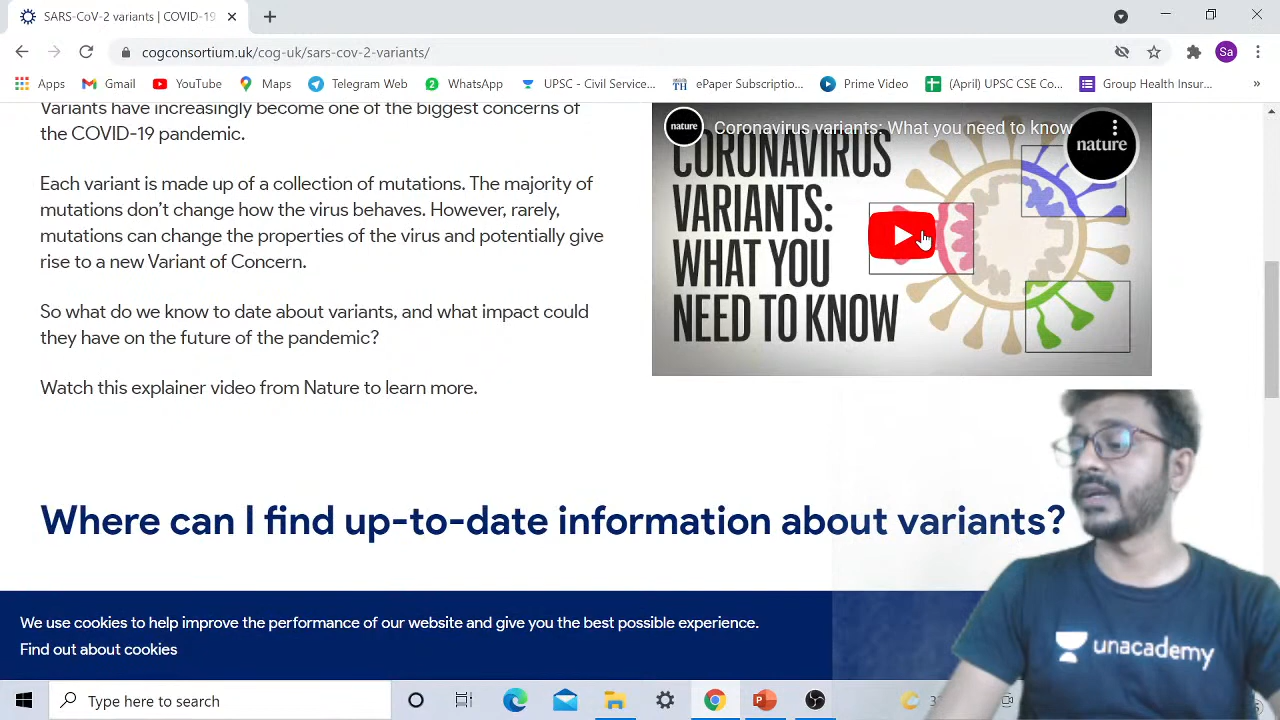 SARS-CoV-2 variants | COVID-19
cogconsortium.uk/cog-uk/sars-cov-2-variants/
Sa
Apps
Gmail
YouTube
Maps
Telegram Web
2
WhatsApp
UPSC - Civil Service...
TH ePaper Subscriptio...
Prime Video
(April) UPSC CSE Co...
Group Health Insur...
»
Variants have increasingly become one of the biggest concerns of
the COVID-19 pandemic.
Each variant is made up of a collection of mutations. The majority of
mutations don't change how the virus behaves. However, rarely,
mutations can change the properties of the virus and potentially give
rise to a new Variant of Concern.
So what do we know to date about variants, and what impact could
they have on the future of the pandemic?
Watch this explainer video from Nature to learn more.
nature
Coronavirus variants: What you need to know
nature
CORONAVIRUS
VARIANTS:
WHAT YOU
NEED TO KNOW
Where can I find up-to-date information about variants?
We use cookies to help improve the performance of our website and give you the best possible experience.
Find out about cookies
unacademy
Type here to search